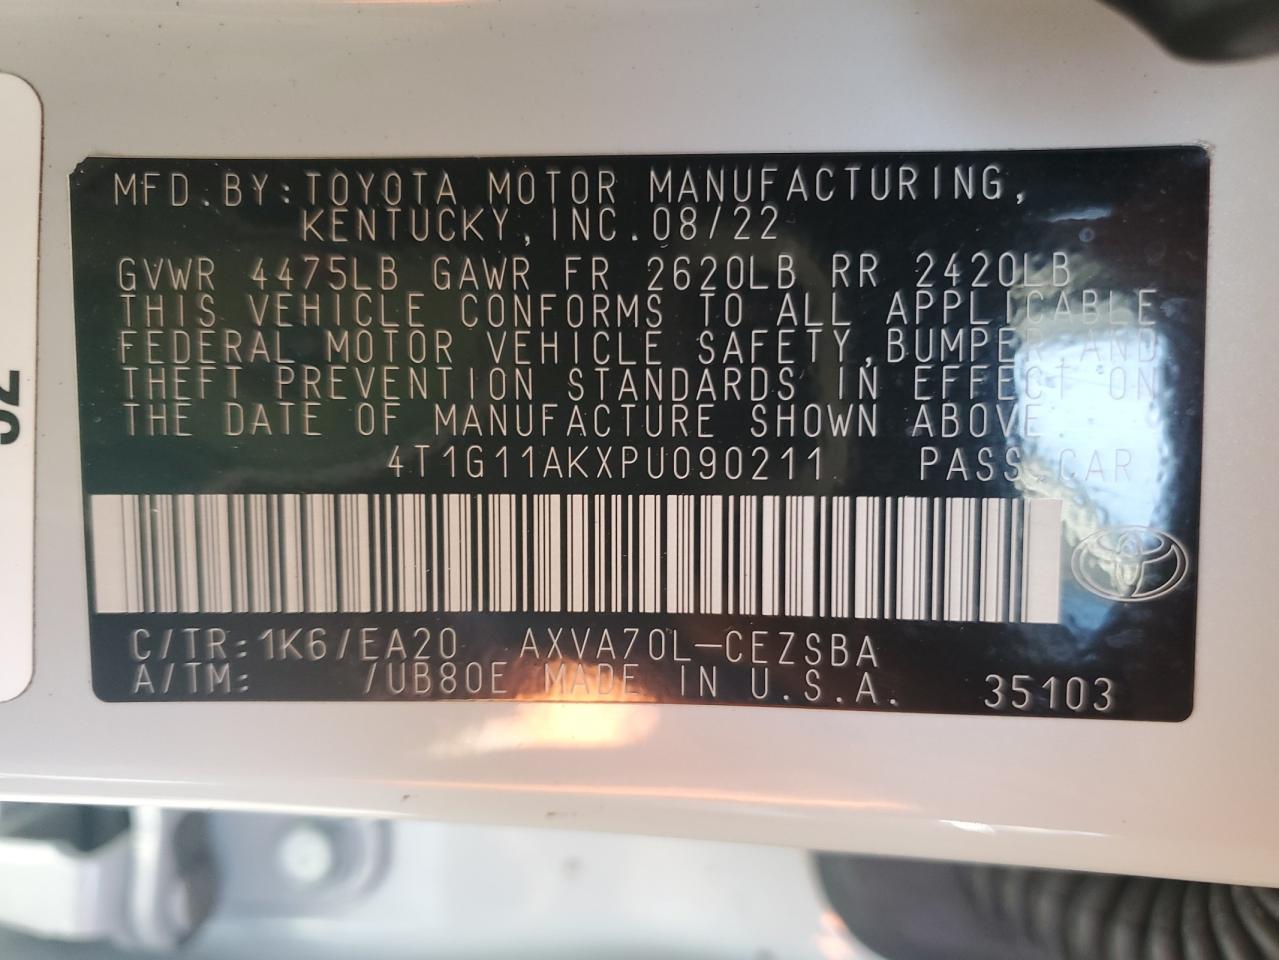 MFD.BY:TOYOTA MOTOR MANUFACTURING,
KENTUCKY,INC.08/22
GVWR 4475LB GAWR FR 2620LB RR 2420LB
THIS VEHICLE CONFORMS TO ALL APPLICABLE
FEDERAL MOTOR VEHICLE SAFETY,BUMPER,AND
THEFT PREVENTION STANDARDS IN EFFECT ON
THE DATE OF MANUFACTURE SHOWN ABOVE.
4T1G11AKXPU090211 PASS.CAR
C/TR:1K6/EA20 AXVA70L-CEZSBA
A/TM: /UB80E MADE IN U.S.A. 35103